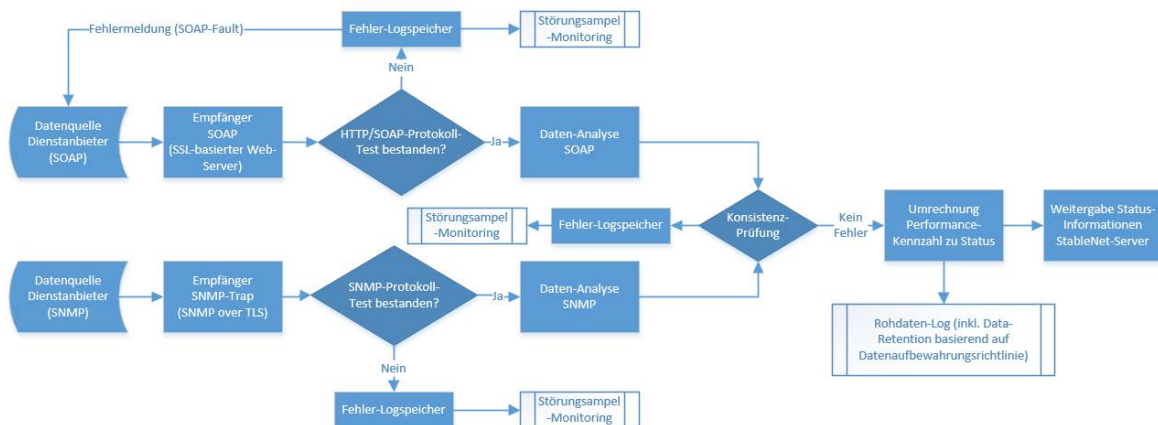 Fehlermeldung (SOAP-Fault)
Fehler-Logspeicher
Störungsampel
-Monitoring
Nein
Datenquelle
Dienstanbieter
(SOAP)
Empfänger
SOAP
(SSL-basierter Web-
Server)
HTTP/SOAP-Protokoll-
Test bestanden?
Ja
Daten-Analyse
SOAP
Störungsampel
-Monitoring
Fehler-Logspeicher
Konsistenz-
Prüfung
Kein
Fehler
Umrechnung
Performance-
Kennzahl zu Status
Weitergabe Status-
Informationen
StableNet-Server
Datenquelle
Dienstanbieter
(SNMP)
Empfänger
SNMP-Trap
(SNMP over TLS)
SNMP-Protokoll-
Test bestanden?
Ja
Daten-Analyse
SNMP
Rohdaten-Log (inkl. Data-
Retention basierend auf
Datenaufbewahrungsrichtlinie)
Nein
Fehler-Logspeicher
Störungsampel
-Monitoring